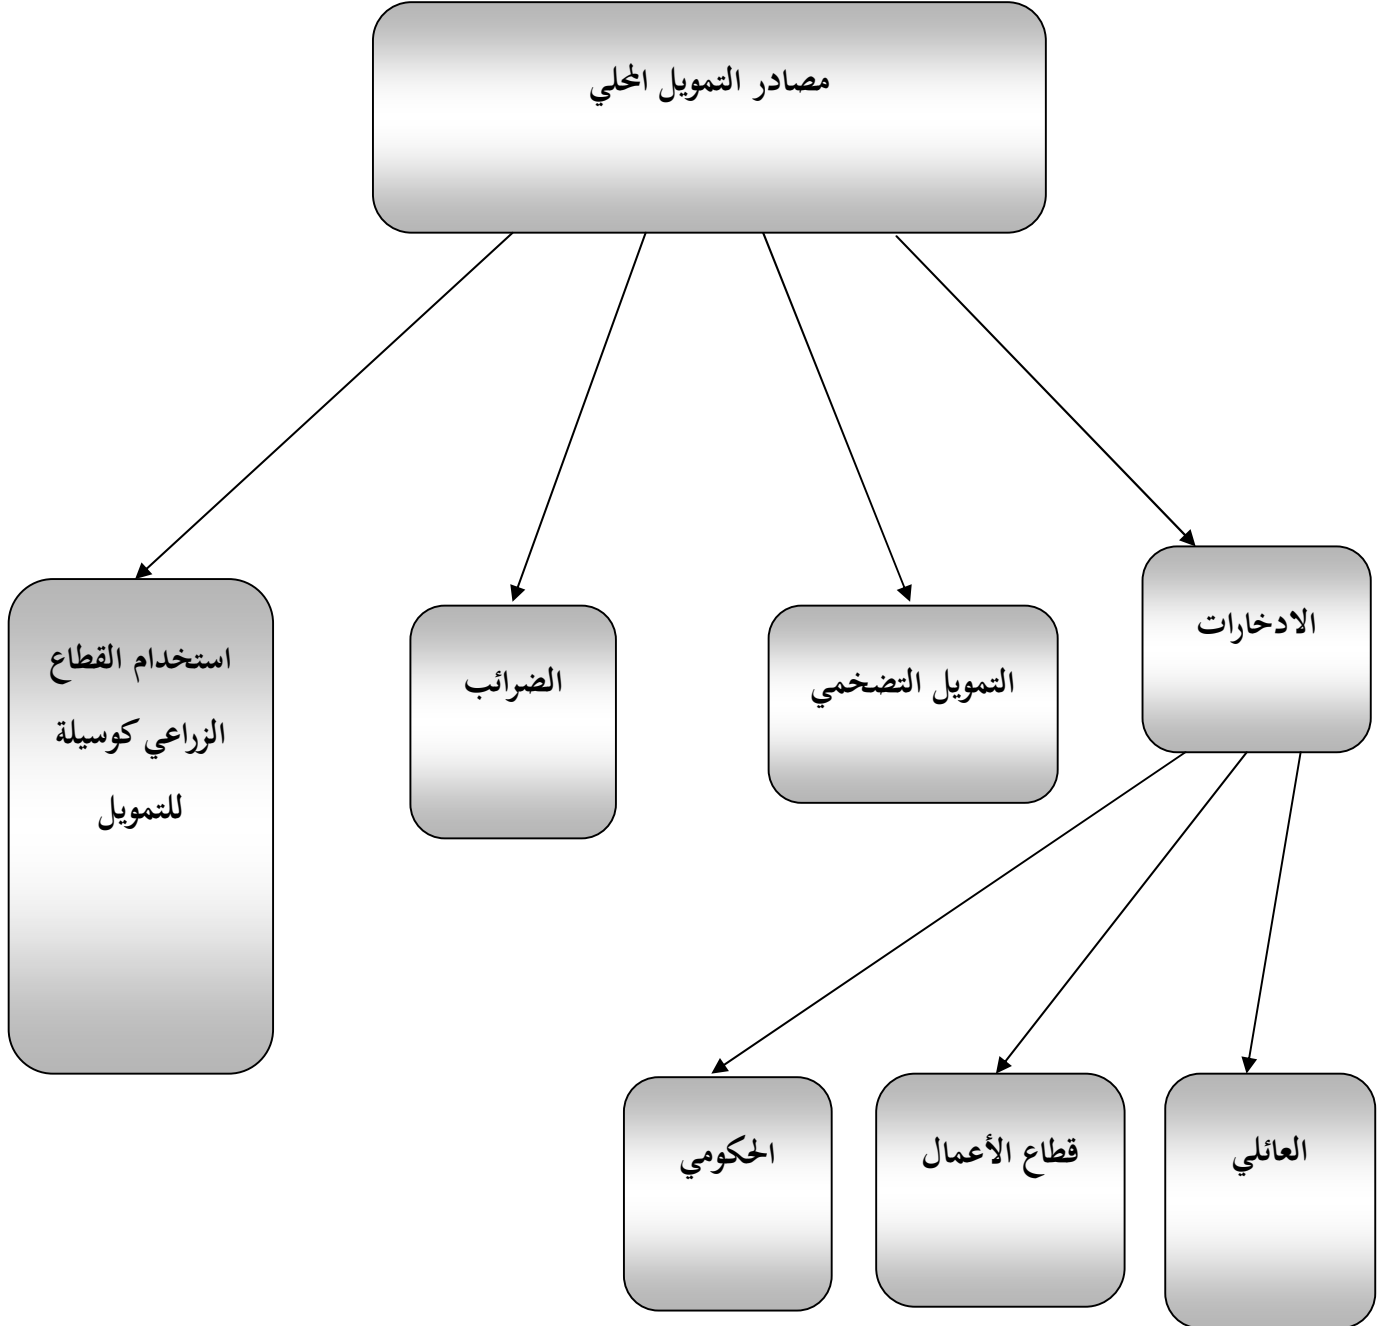 مصادر التمويل المحلي
الادخارات
التمويل التضخمي
الضرائب
استخدام القطاع
الزراعي كوسيلة
للتمويل
العائلي
قطاع الأعمال
الحكومي